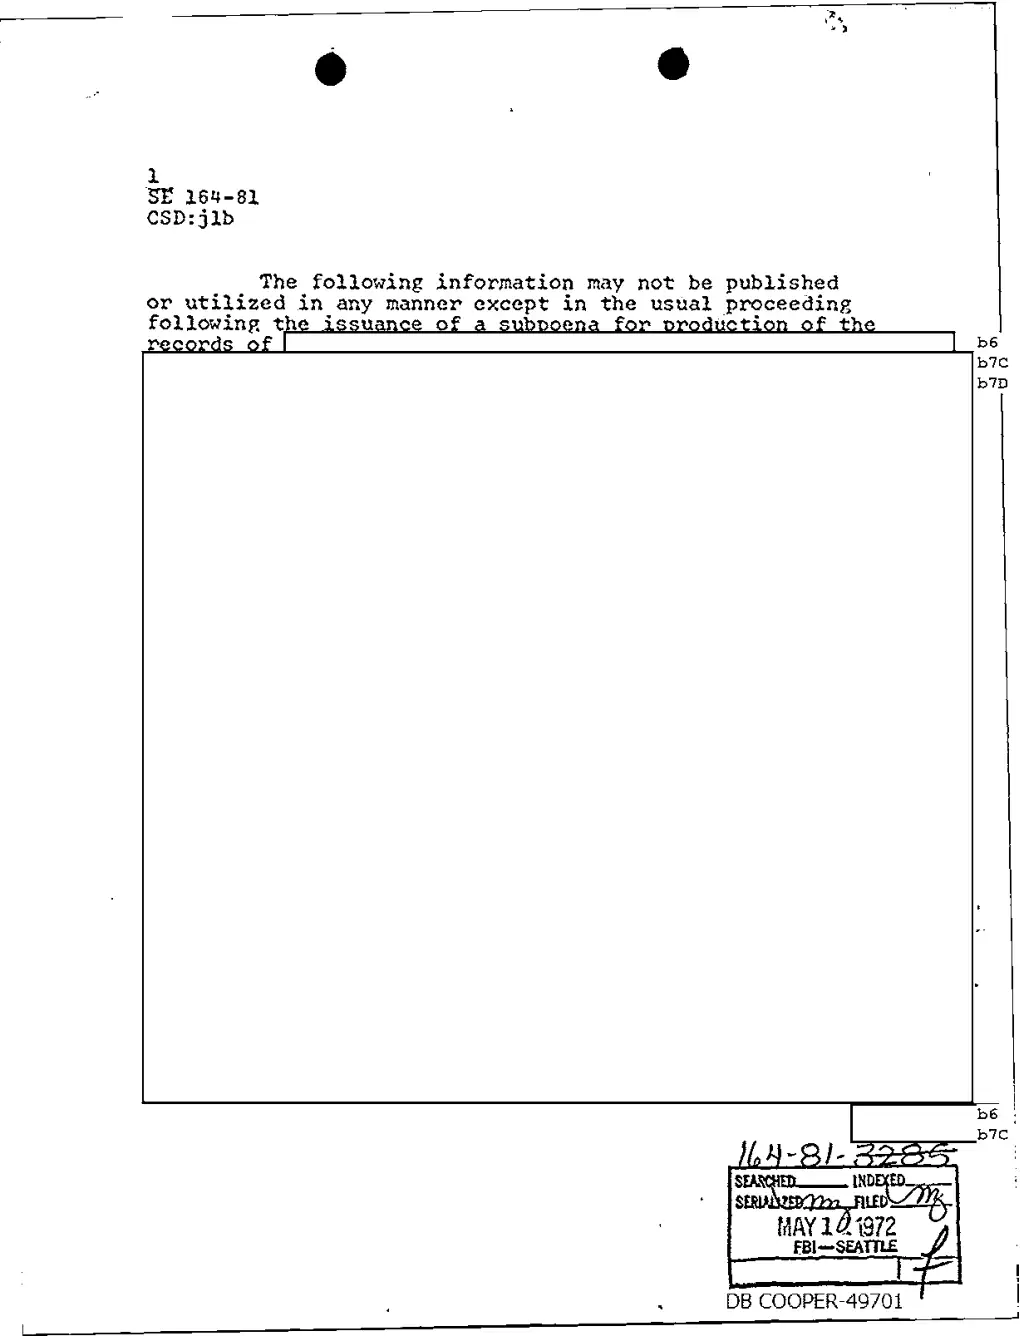 1
SE 164-81
CSD:jlb
The following information may not be published
or utilized in any manner except in the usual proceeding
following the issuance of a subpoena for production of the
records of
b6
b7C
b7D
b6
b7C
164-81-3285
SEARCHED INDEXED
SERIALIZED FILED
MAY 10 1972
FBI—SEATTLE
DB COOPER-49701